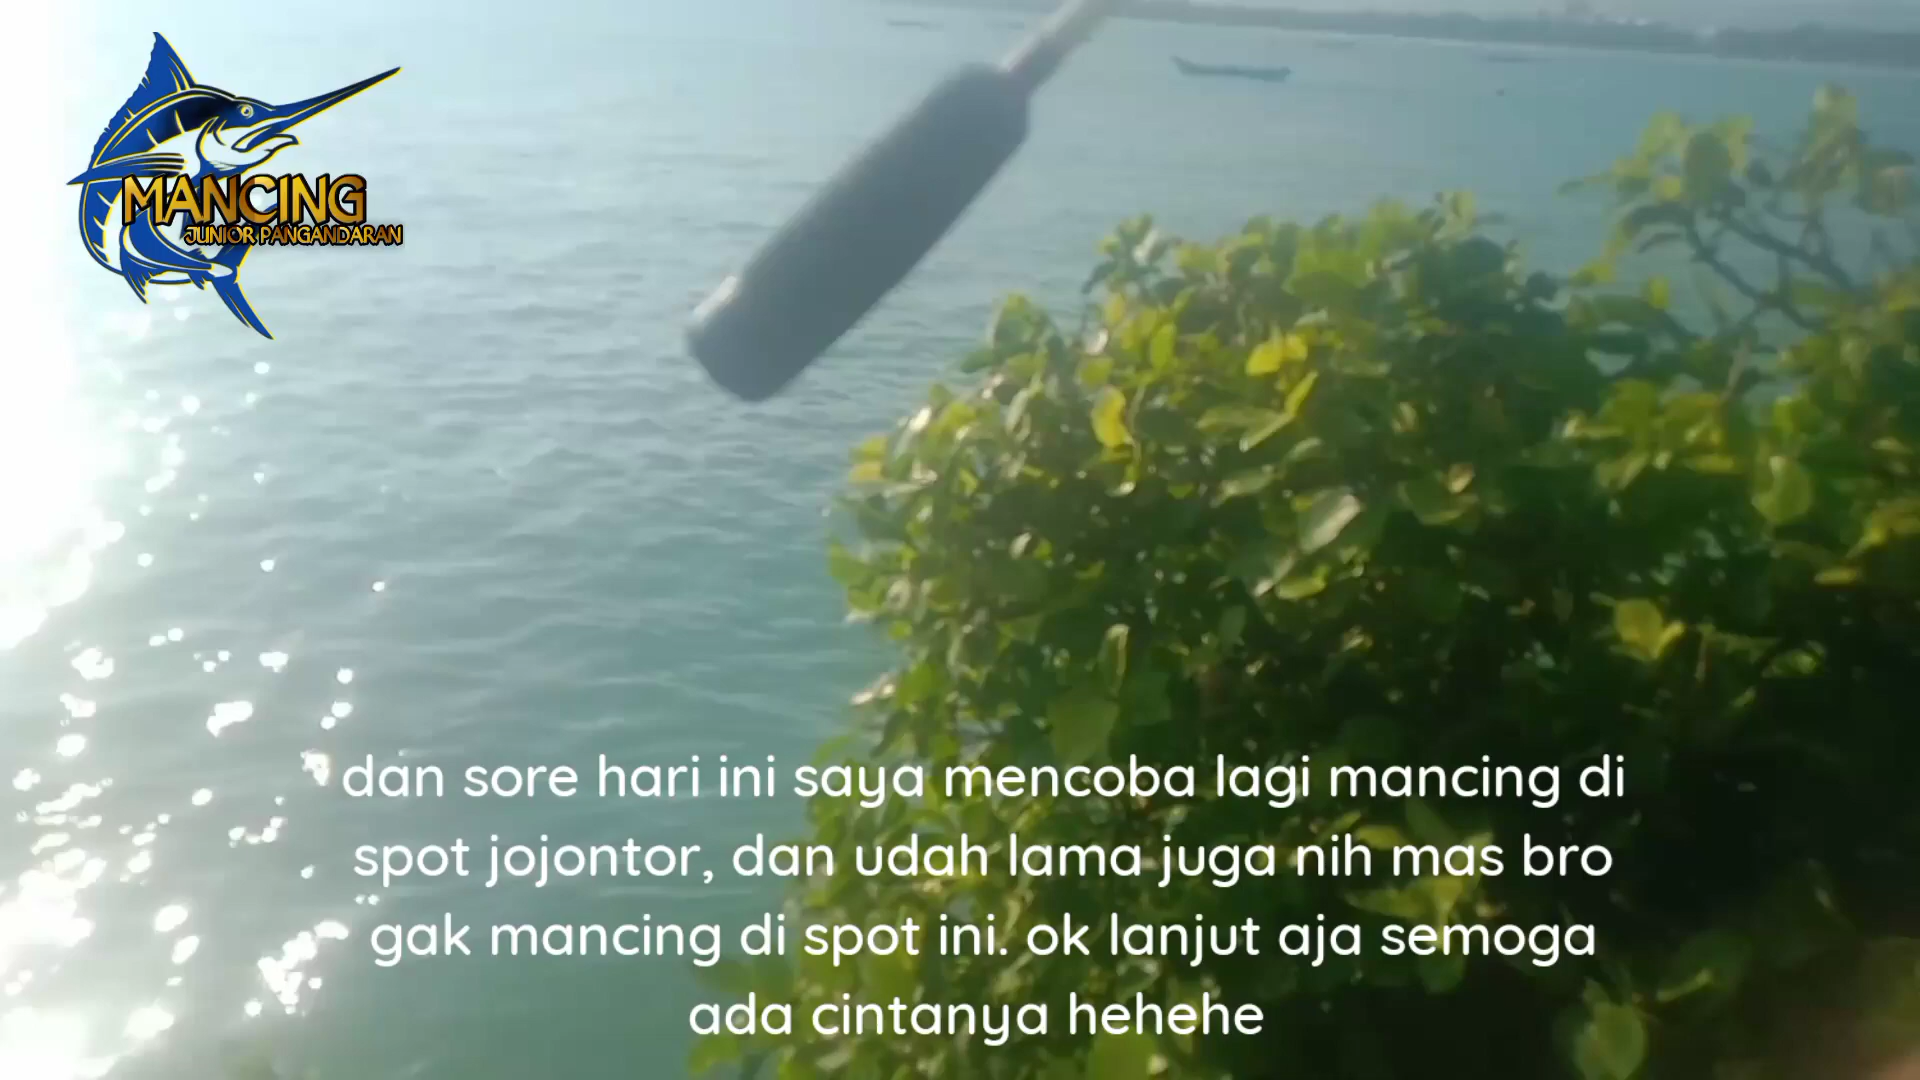 MANCING
JUNIOR PANGANDARAN
dan sore hari ini saya mencoba lagi mancing di
spot jojontor, dan udah lama juga nih mas bro
gak mancing di spot ini. ok lanjut aja semoga
ada cintanya hehehe